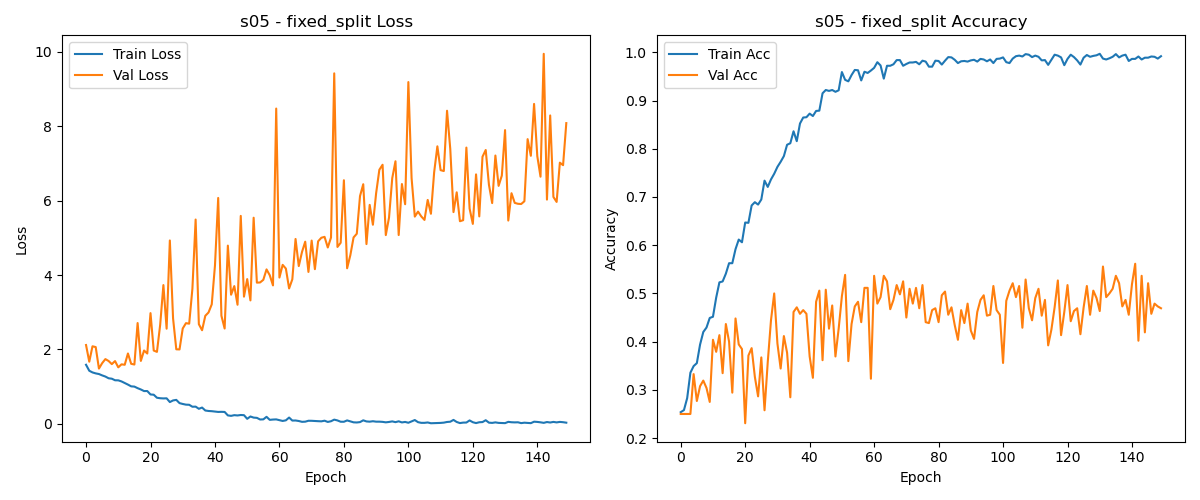 s05 - fixed_split Loss
Train Loss
Val Loss
Loss
10
8
6
4
2
0
0 20 40 60 80 100 120 140
Epoch
s05 - fixed_split Accuracy
Train Acc
Val Acc
Accuracy
1.0
0.9
0.8
0.7
0.6
0.5
0.4
0.3
0.2
0 20 40 60 80 100 120 140
Epoch